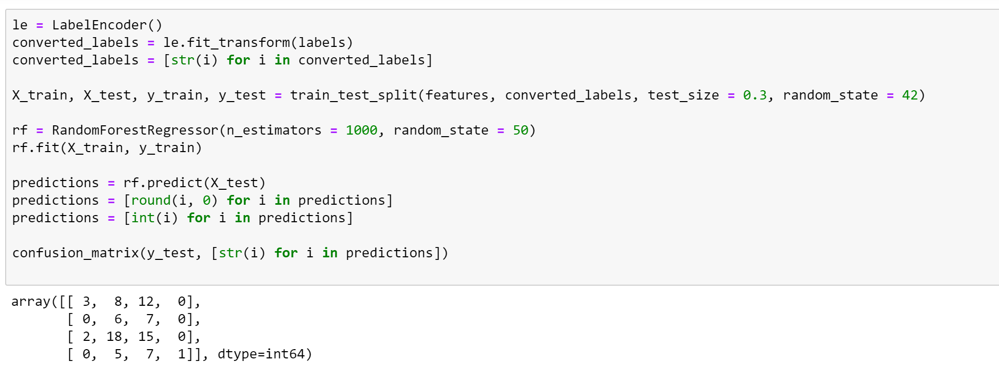 le = LabelEncoder()
converted_labels = le.fit_transform(labels)
converted_labels = [str(i) for i in converted_labels]
X_train, X_test, y_train, y_test = train_test_split(features, converted_labels, test_size = 0.3, random_state = 42)
rf = RandomForestRegressor(n_estimators = 1000, random_state = 50)
rf.fit(X_train, y_train)
predictions = rf.predict(X_test)
predictions = [round(i, 0) for i in predictions]
predictions = [int(i) for i in predictions]
confusion_matrix(y_test, [str(i) for i in predictions])
array([[ 3,  8, 12,  0],
       [ 0,  6,  7,  0],
       [ 2, 18, 15,  0],
       [ 0,  5,  7,  1]], dtype=int64)